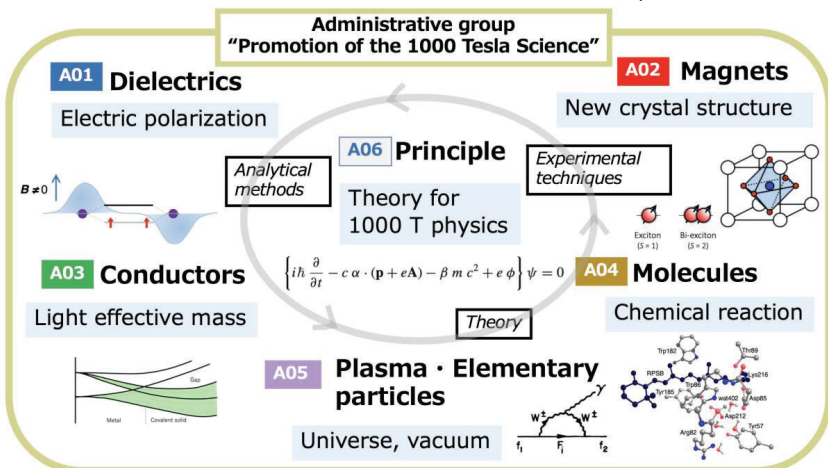 Administrative group
“Promotion of the 1000 Tesla Science”
A01 Dielectrics
Electric polarization
B ≠ 0
A02 Magnets
New crystal structure
Exciton
(S = 1)
Bi-exciton
(S = 2)
Analytical
methods
Experimental
techniques
A06 Principle
Theory for
1000 T physics
{iℏ ∂/∂t − c α · (p + eA) − β m c² + e ϕ} ψ = 0
A03 Conductors
Light effective mass
Gap
Metal
Covalent solid
A04 Molecules
Chemical reaction
Trp182
Thr89
RPSB
Lys216
Tyr185
Trp86
wat402
Asp85
Asp212
Arg82
Tyr57
Theory
A05 Plasma · Elementary
particles
Universe, vacuum
γ
W± W±
f₁ Fᵢ f₂